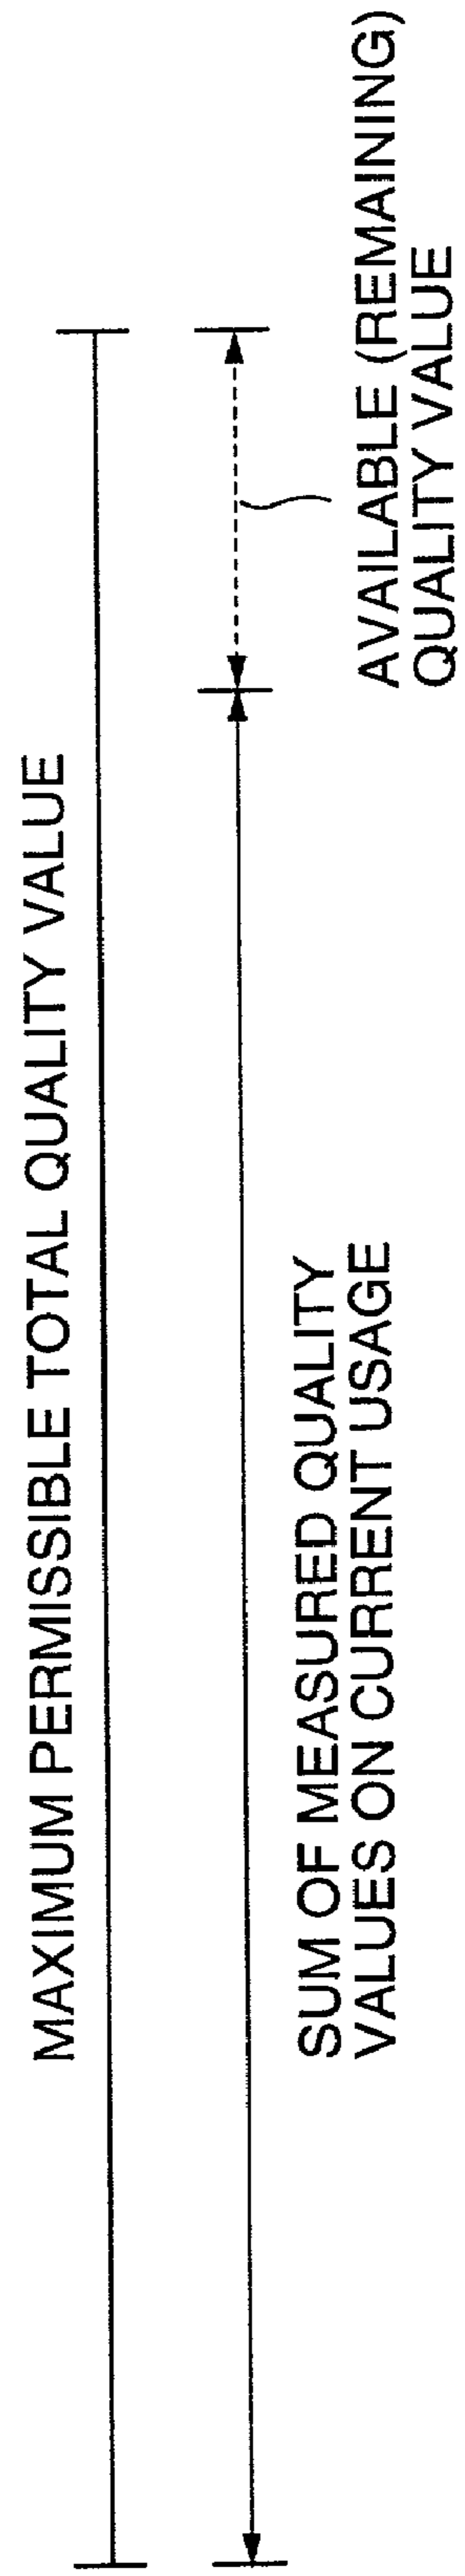 MAXIMUM PERMISSIBLE TOTAL QUALITY VALUE
SUM OF MEASURED QUALITY
VALUES ON CURRENT USAGE
AVAILABLE (REMAINING)
QUALITY VALUE